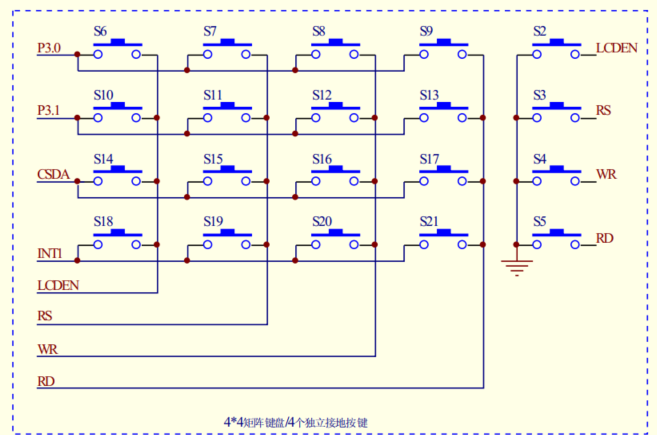 S6 S7 S8 S9 S2
P3.0 LCDEN
S10 S11 S12 S13 S3
P3.1 RS
S14 S15 S16 S17 S4
CSDA WR
S18 S19 S20 S21 S5
RD
INT1
LCDEN
RS
WR
RD
4*4矩阵键盘/4个独立接地按键